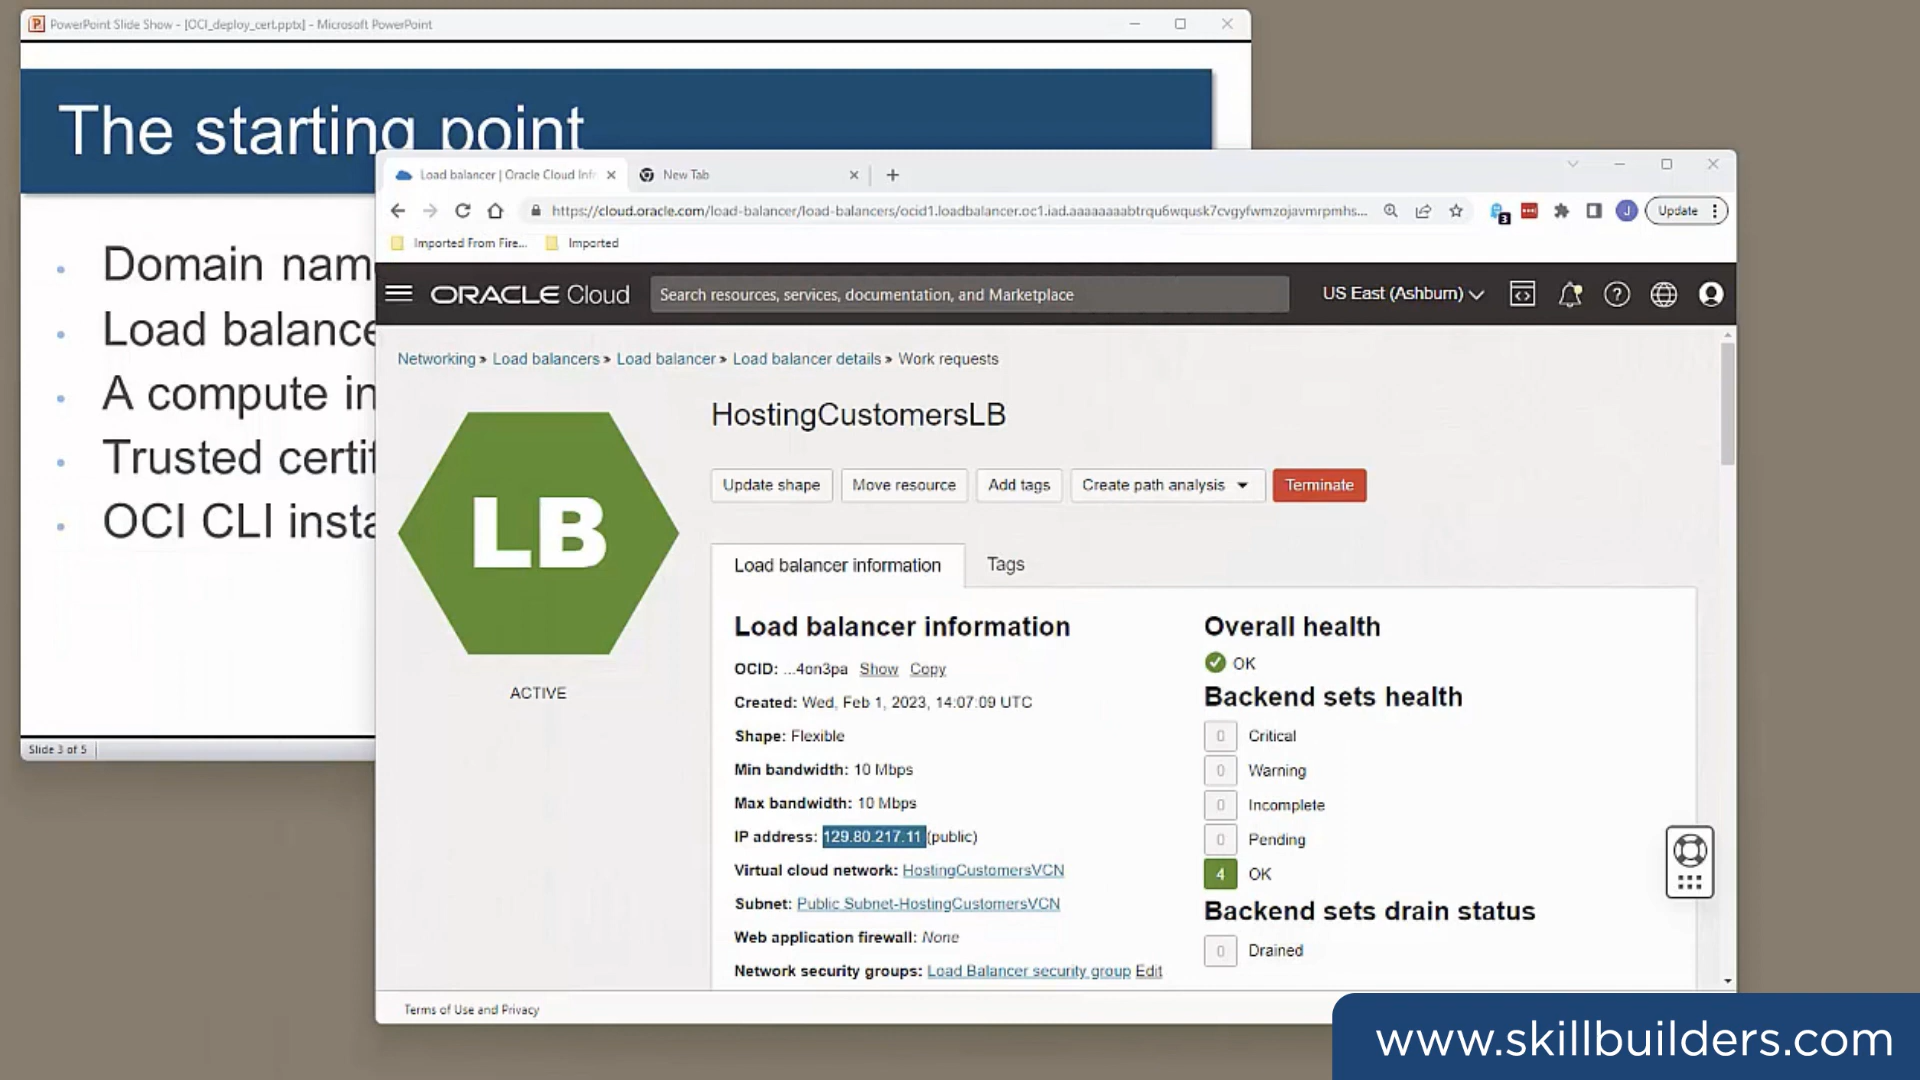 PowerPoint Slide Show - [OCI_deploy_cert.pptx] - Microsoft PowerPoint
The starting point
Domain nam
Load balance
A compute in
Trusted certif
OCI CLI insta
Slide 3 of 5
Load balancer | Oracle Cloud Infr
New Tab
https://cloud.oracle.com/load-balancer/load-balancers/ocid1.loadbalancer.oc1.iad.aaaaaaaabtrqu6wqusk7cvgyfwmzojavmrpmhs...
3
J
Update
Imported From Fire...
Imported
ORACLE Cloud
Search resources, services, documentation, and Marketplace
US East (Ashburn)
Networking » Load balancers » Load balancer » Load balancer details » Work requests
LB
ACTIVE
HostingCustomersLB
Update shape
Move resource
Add tags
Create path analysis
Terminate
Load balancer information
Tags
Load balancer information
OCID: ...4on3pa Show Copy
Created: Wed, Feb 1, 2023, 14:07:09 UTC
Shape: Flexible
Min bandwidth: 10 Mbps
Max bandwidth: 10 Mbps
IP address: 129.80.217.11 (public)
Virtual cloud network: HostingCustomersVCN
Subnet: Public Subnet-HostingCustomersVCN
Web application firewall: None
Network security groups: Load Balancer security group Edit
Overall health
OK
Backend sets health
0 Critical
0 Warning
0 Incomplete
0 Pending
4 OK
Backend sets drain status
0 Drained
Terms of Use and Privacy
www.skillbuilders.com